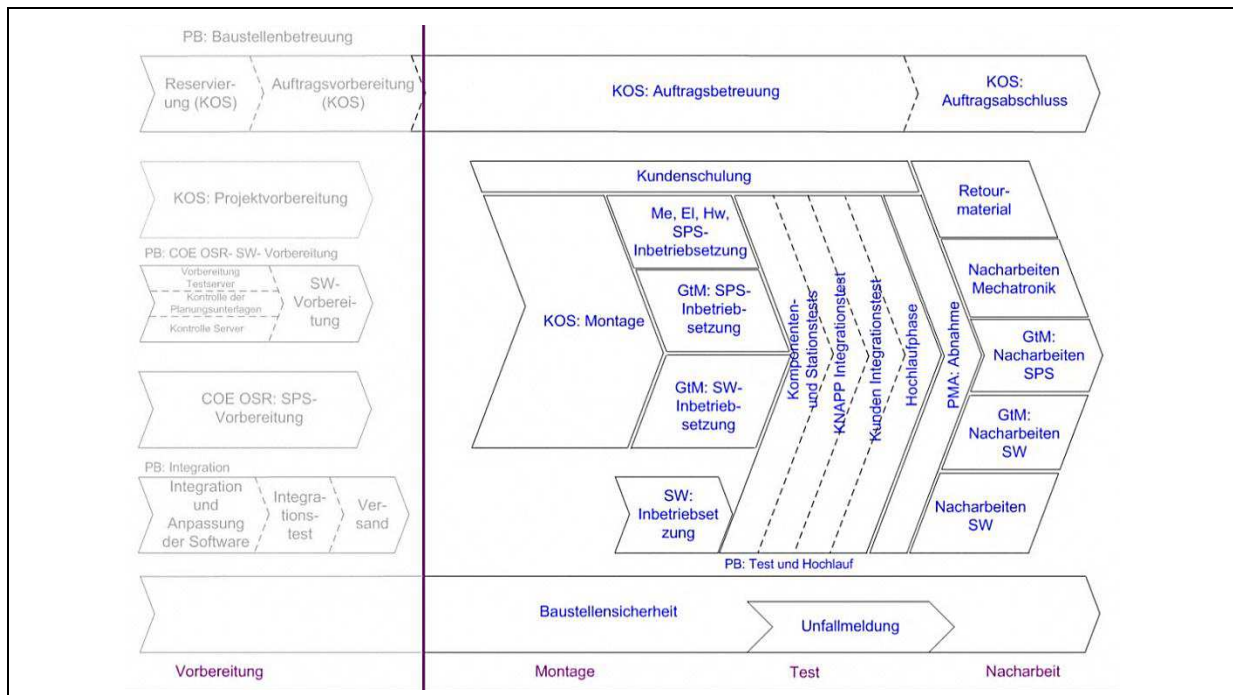 PB: Baustellenbetreuung
Reservier-
ung (KOS)
Auftragsvorbereitung
(KOS)
KOS: Auftragsbetreuung
KOS:
Auftragsabschluss
KOS: Projektvorbereitung
PB: COE OSR- SW- Vorbereitung
Vorbereitung
Testserver
Kontrolle der
Planungsunterlagen
Kontrolle Server
SW-
Vorberei-
tung
COE OSR: SPS-
Vorbereitung
PB: Integration
Integration
und
Anpassung
der Software
Integra-
tions-
test
Ver-
sand
Kundenschulung
KOS: Montage
Me, El, Hw,
SPS-
Inbetriebsetzung
GtM: SPS-
Inbetrieb-
setzung
GtM: SW-
Inbetrieb-
setzung
SW:
Inbetriebset
zung
Komponenten-
und Stationstests
KNAPP Integrationstest
Kunden Integrationstest
Hochlaufphase
PMA: Abnahme
PB: Test und Hochlauf
Retour-
material
Nacharbeiten
Mechatronik
GtM:
Nacharbeiten
SPS
GtM:
Nacharbeiten
SW
Nacharbeiten
SW
Baustellensicherheit
Unfallmeldung
Vorbereitung
Montage
Test
Nacharbeit